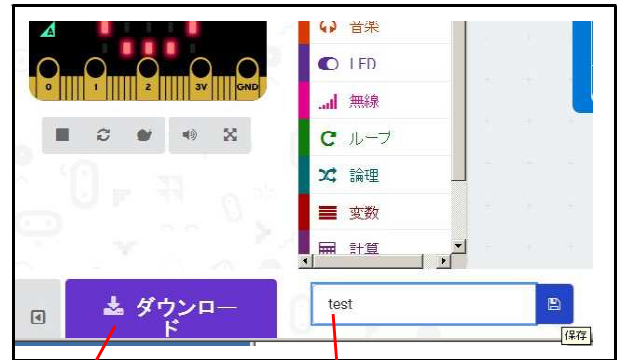 音楽
LED
0 1 2 3V GND
無線
ループ
論理
変数
計算
ダウンロー
ド
test
保存